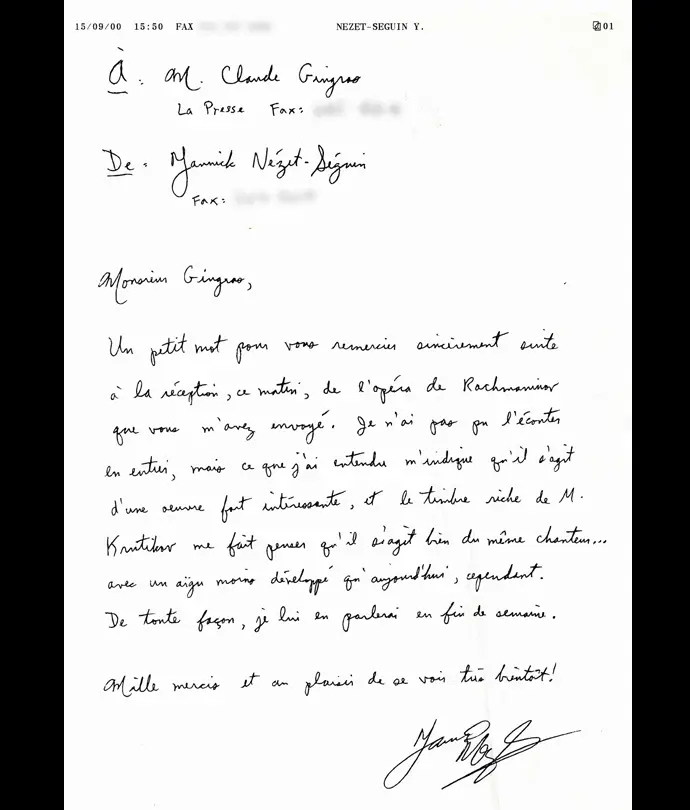 15/09/00 15:50 FAX NEZET-SEGUIN Y. 01
À : M. Claude Gingras
La Presse Fax:
De : Yannick Nézet-Séguin
Fax:
Monsieur Gingras,
Un petit mot pour vous remercier sincèrement suite
à la réception, ce matin, de l'opéra de Rachmaninov
que vous m'avez envoyé. Je n'ai pas pu l'écouter
en entier, mais ce que j'ai entendu m'indique qu'il s'agit
d'une oeuvre fort intéressante, et le timbre riche de M.
Krutikov me fait penser qu'il s'agit bien du même chanteur...
avec un aigu moins développé qu'aujourd'hui, cependant.
De toute façon, je lui en parlerai en fin de semaine.
Mille mercis et au plaisir de se voir très bientôt!